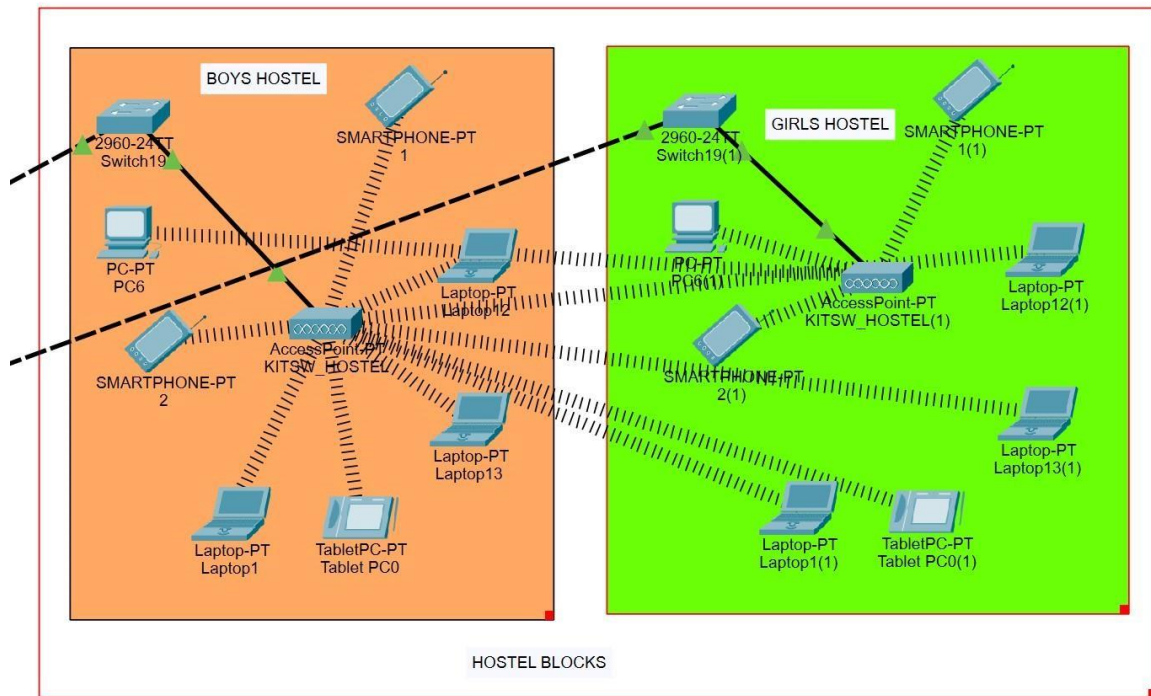 BOYS HOSTEL
2960-24TT
Switch19
SMARTPHONE-PT
1
PC-PT
PC6
Laptop-PT
Laptop12
AccessPoint-PT
KITSW_HOSTEL
SMARTPHONE-PT
2
Laptop-PT
Laptop13
Laptop-PT
Laptop1
TabletPC-PT
Tablet PC0
GIRLS HOSTEL
2960-24TT
Switch19(1)
SMARTPHONE-PT
1(1)
PC-PT
PC6(1)
Laptop-PT
Laptop12(1)
AccessPoint-PT
KITSW_HOSTEL(1)
SMARTPHONE-PT
2(1)
Laptop-PT
Laptop13(1)
Laptop-PT
Laptop1(1)
TabletPC-PT
Tablet PC0(1)
HOSTEL BLOCKS